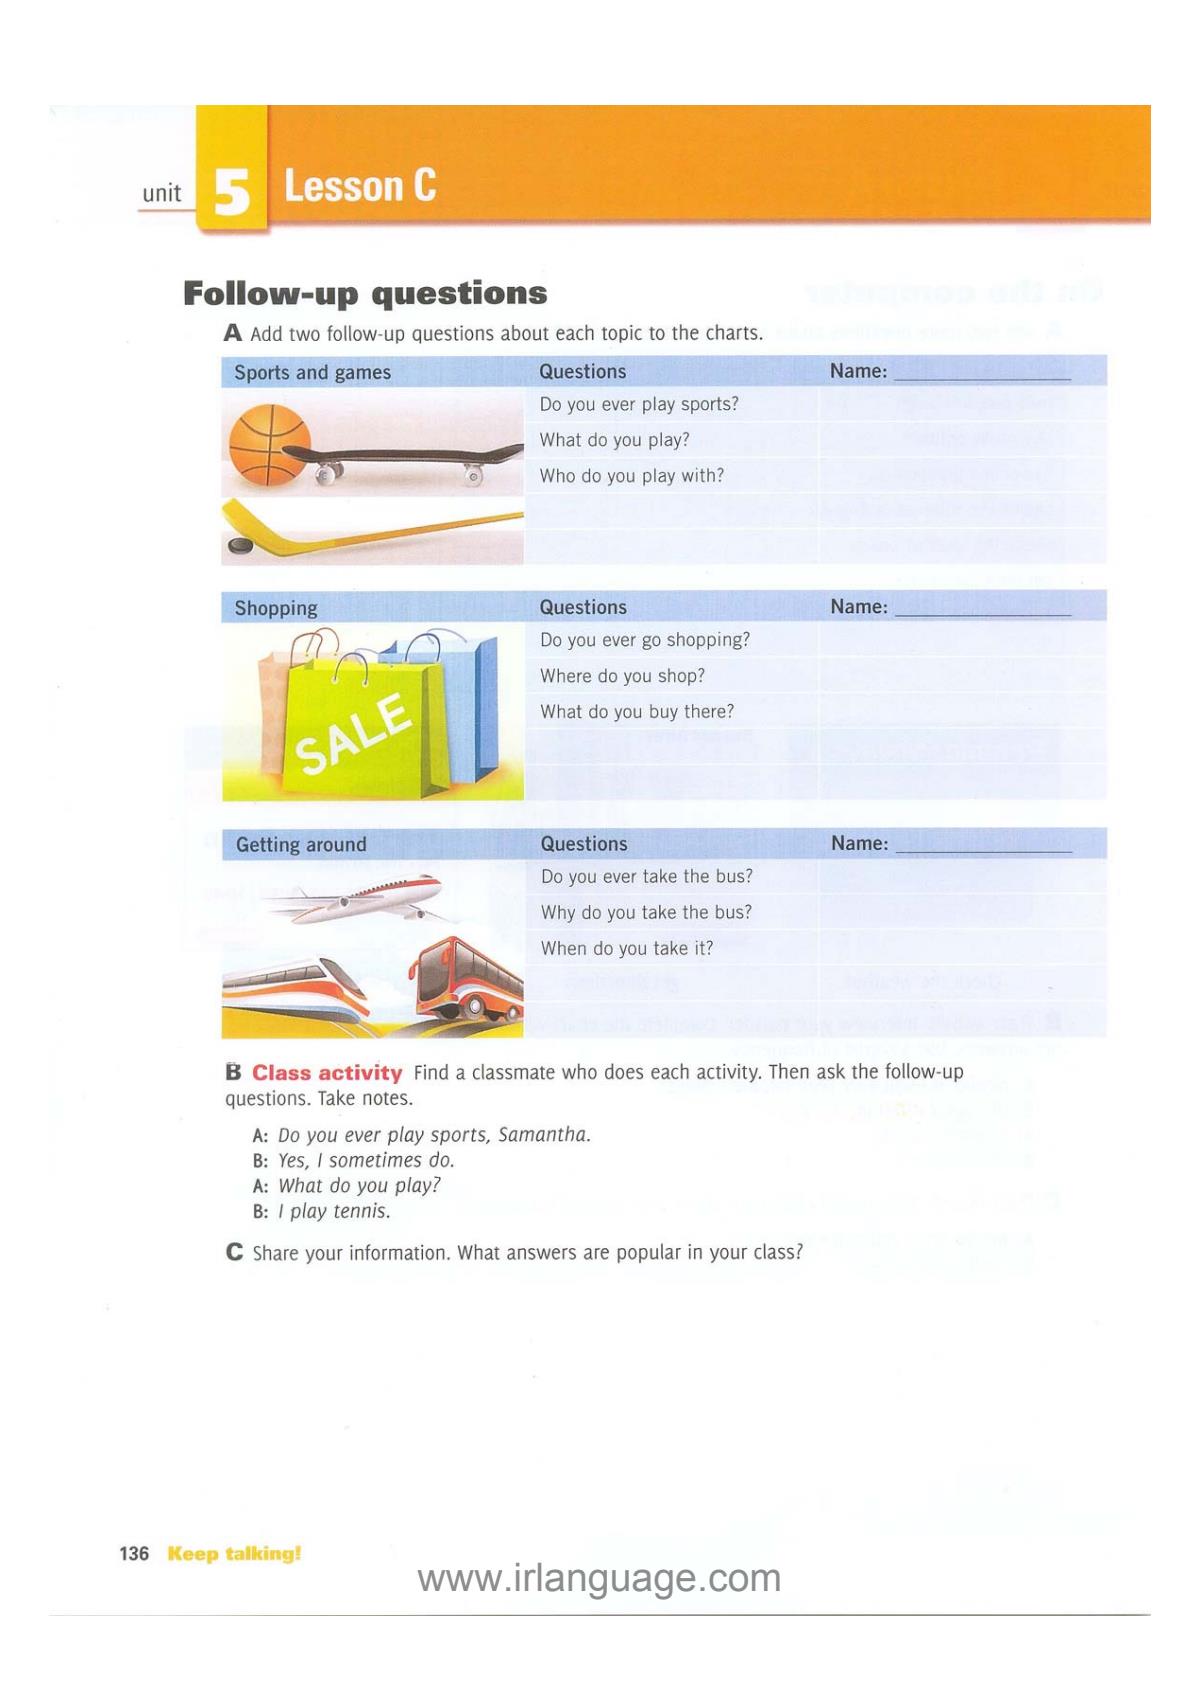 unit 5 Lesson C
Follow-up questions
A Add two follow-up questions about each topic to the charts.
Sports and games Questions Name:
Do you ever play sports?
What do you play?
Who do you play with?
Shopping Questions Name:
Do you ever go shopping?
Where do you shop?
What do you buy there?
SALE
Getting around Questions Name:
Do you ever take the bus?
Why do you take the bus?
When do you take it?
B Class activity Find a classmate who does each activity. Then ask the follow-up
questions. Take notes.
A: Do you ever play sports, Samantha.
B: Yes, I sometimes do.
A: What do you play?
B: I play tennis.
C Share your information. What answers are popular in your class?
136 Keep talking!
www.irlanguage.com